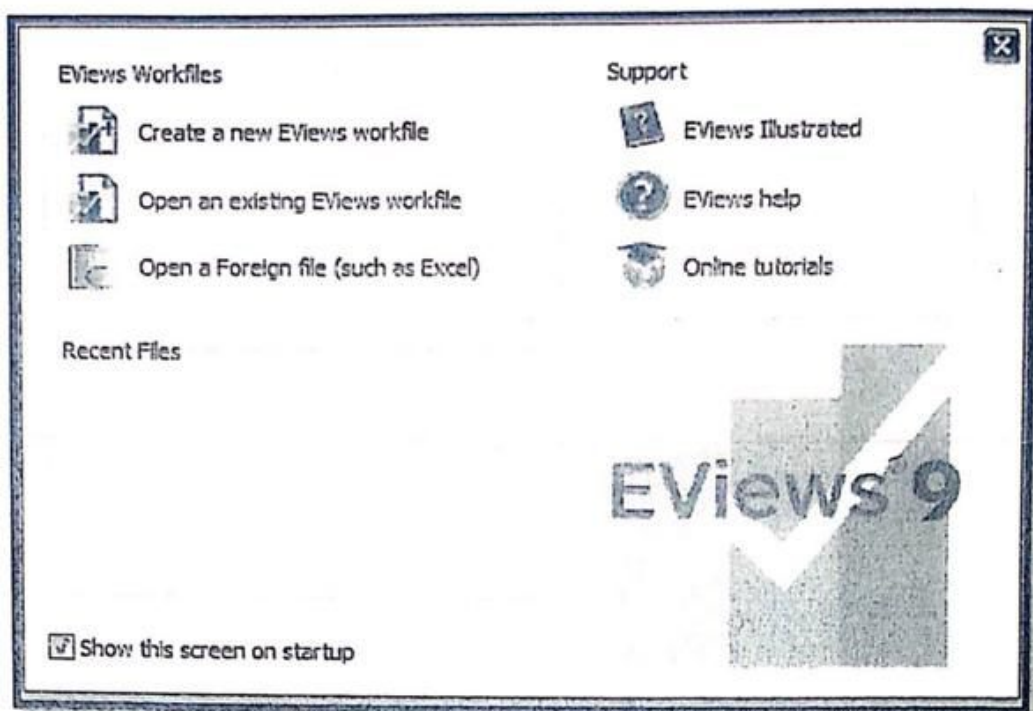 EViews Workfiles
Create a new EViews workfile
Open an existing EViews workfile
Open a Foreign file (such as Excel)
Recent Files
Show this screen on startup
Support
EViews Illustrated
EViews help
Online tutorials
EViews® 9